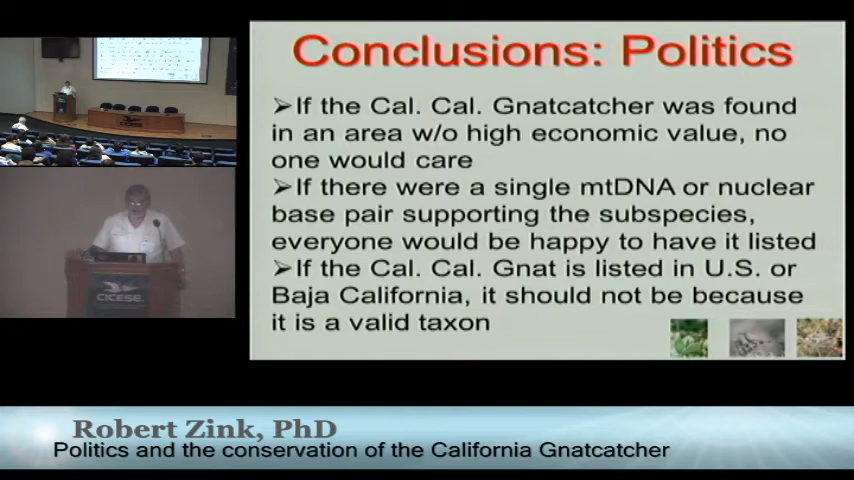 Conclusions: Politics
➢If the Cal. Cal. Gnatcatcher was found
in an area w/o high economic value, no
one would care
➢If there were a single mtDNA or nuclear
base pair supporting the subspecies,
everyone would be happy to have it listed
➢If the Cal. Cal. Gnat is listed in U.S. or
Baja California, it should not be because
it is a valid taxon
CICESE
Robert Zink, PhD
Politics and the conservation of the California Gnatcatcher